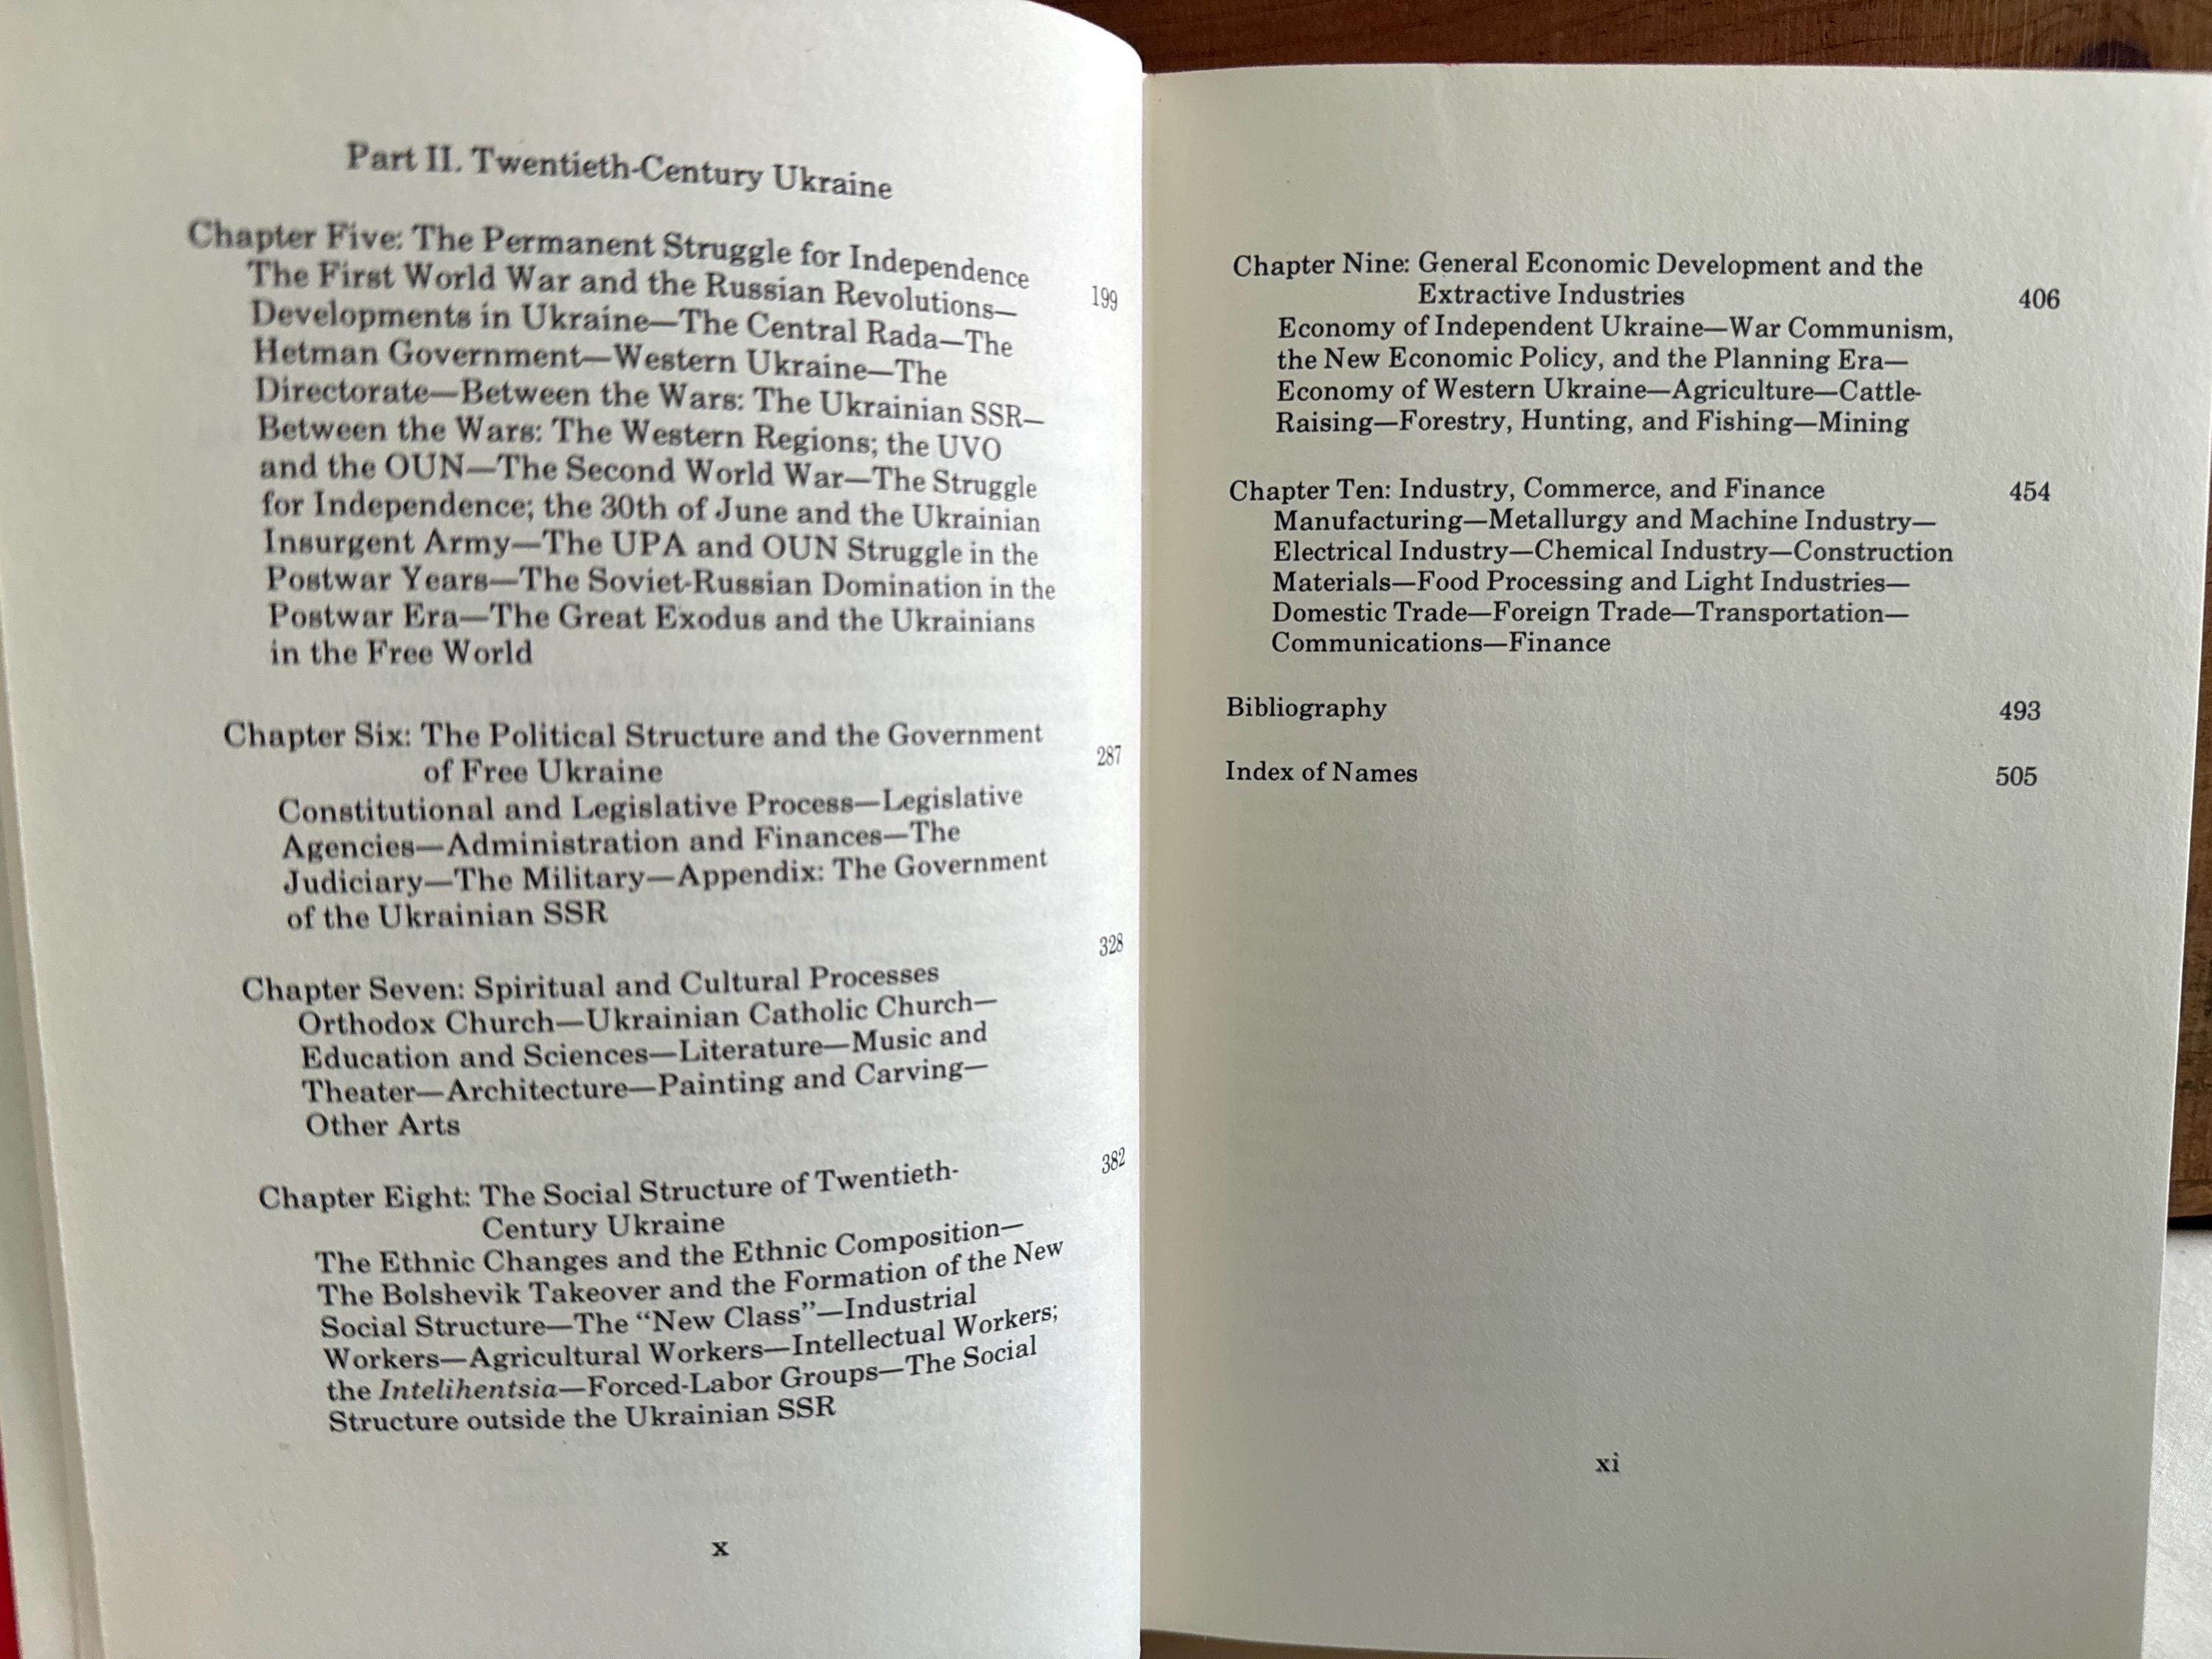 Part II. Twentieth-Century Ukraine
Chapter Five: The Permanent Struggle for Independence 199
The First World War and the Russian Revolutions—
Developments in Ukraine—The Central Rada—The
Hetman Government—Western Ukraine—The
Directorate—Between the Wars: The Ukrainian SSR—
Between the Wars: The Western Regions; the UVO
and the OUN—The Second World War—The Struggle
for Independence; the 30th of June and the Ukrainian
Insurgent Army—The UPA and OUN Struggle in the
Postwar Years—The Soviet-Russian Domination in the
Postwar Era—The Great Exodus and the Ukrainians
in the Free World
Chapter Six: The Political Structure and the Government
of Free Ukraine 287
Constitutional and Legislative Process—Legislative
Agencies—Administration and Finances—The
Judiciary—The Military—Appendix: The Government
of the Ukrainian SSR
Chapter Seven: Spiritual and Cultural Processes 328
Orthodox Church—Ukrainian Catholic Church—
Education and Sciences—Literature—Music and
Theater—Architecture—Painting and Carving—
Other Arts
Chapter Eight: The Social Structure of Twentieth-
Century Ukraine 382
The Ethnic Changes and the Ethnic Composition—
The Bolshevik Takeover and the Formation of the New
Social Structure—The “New Class”—Industrial
Workers—Agricultural Workers—Intellectual Workers;
the Intelihentsia—Forced-Labor Groups—The Social
Structure outside the Ukrainian SSR
x
Chapter Nine: General Economic Development and the
Extractive Industries 406
Economy of Independent Ukraine—War Communism,
the New Economic Policy, and the Planning Era—
Economy of Western Ukraine—Agriculture—Cattle-
Raising—Forestry, Hunting, and Fishing—Mining
Chapter Ten: Industry, Commerce, and Finance 454
Manufacturing—Metallurgy and Machine Industry—
Electrical Industry—Chemical Industry—Construction
Materials—Food Processing and Light Industries—
Domestic Trade—Foreign Trade—Transportation—
Communications—Finance
Bibliography 493
Index of Names 505
xi